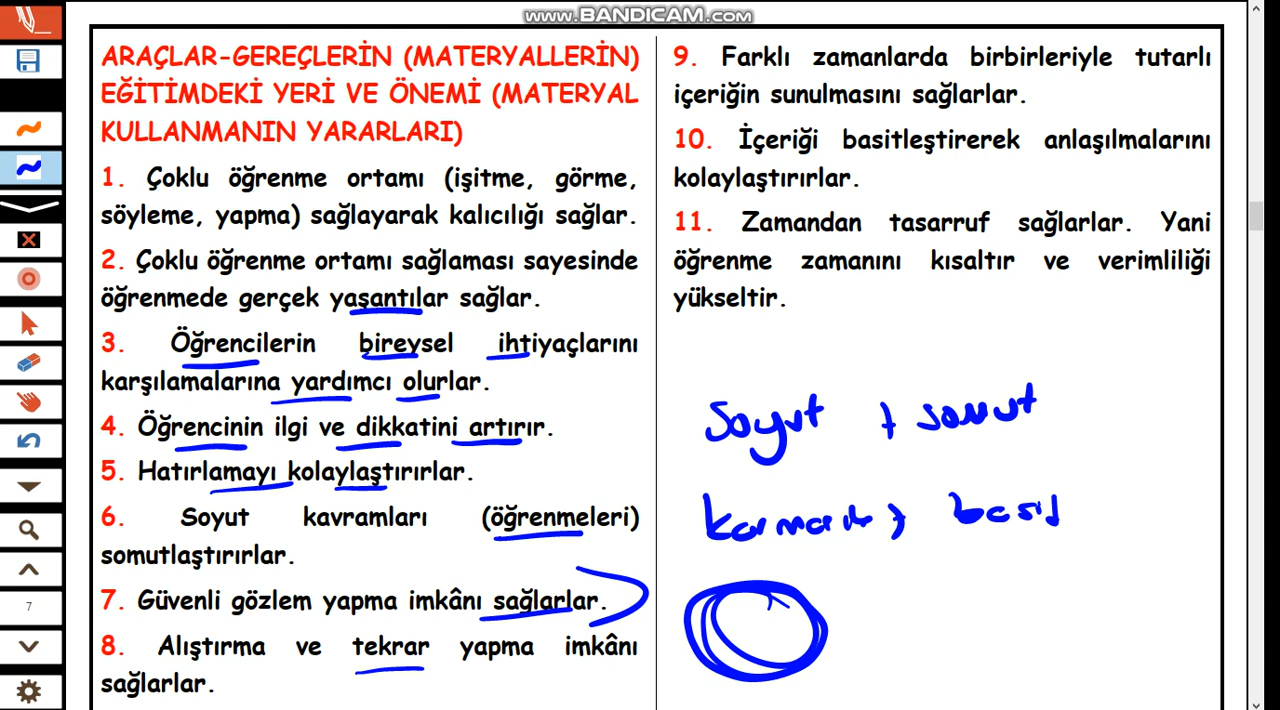 www.BANDICAM.com
ARAÇLAR-GEREÇLERİN (MATERYALLERİN)
EĞİTİMDEKİ YERİ VE ÖNEMİ (MATERYAL
KULLANMANIN YARARLARI)
1. Çoklu öğrenme ortamı (işitme, görme,
söyleme, yapma) sağlayarak kalıcılığı sağlar.
2. Çoklu öğrenme ortamı sağlaması sayesinde
öğrenmede gerçek yaşantılar sağlar.
3. Öğrencilerin bireysel ihtiyaçlarını
karşılamalarına yardımcı olurlar.
4. Öğrencinin ilgi ve dikkatini artırır.
5. Hatırlamayı kolaylaştırırlar.
6. Soyut kavramları (öğrenmeleri)
somutlaştırırlar.
7. Güvenli gözlem yapma imkânı sağlarlar.
8. Alıştırma ve tekrar yapma imkânı
sağlarlar.
9. Farklı zamanlarda birbirleriyle tutarlı
içeriğin sunulmasını sağlarlar.
10. İçeriği basitleştirerek anlaşılmalarını
kolaylaştırırlar.
11. Zamandan tasarruf sağlarlar. Yani
öğrenme zamanını kısaltır ve verimliliği
yükseltir.
soyut somut
karmaşık basit
7